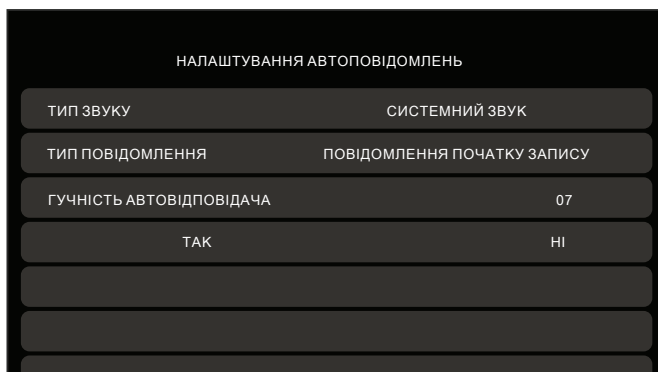 НАЛАШТУВАННЯ АВТОПОВІДОМЛЕНЬ
ТИП ЗВУКУ СИСТЕМНИЙ ЗВУК
ТИП ПОВІДОМЛЕННЯ ПОВІДОМЛЕННЯ ПОЧАТКУ ЗАПИСУ
ГУЧНІСТЬ АВТОВІДПОВІДАЧА 07
ТАК НІ